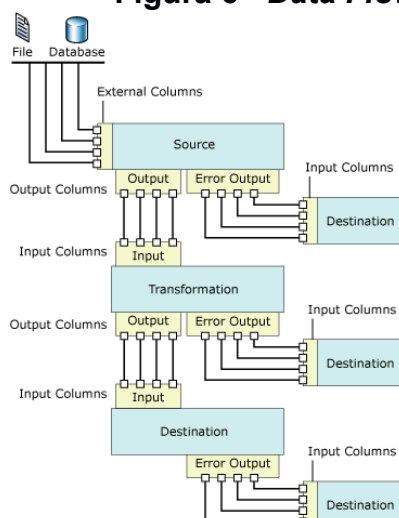 File Database
External Columns
Source
Input Columns
Output Columns
Output
Error Output
Destination
Input Columns
Input
Transformation
Output Columns
Output
Error Output
Input Columns
Destination
Input Columns
Input
Destination
Error Output
Input Columns
Destination